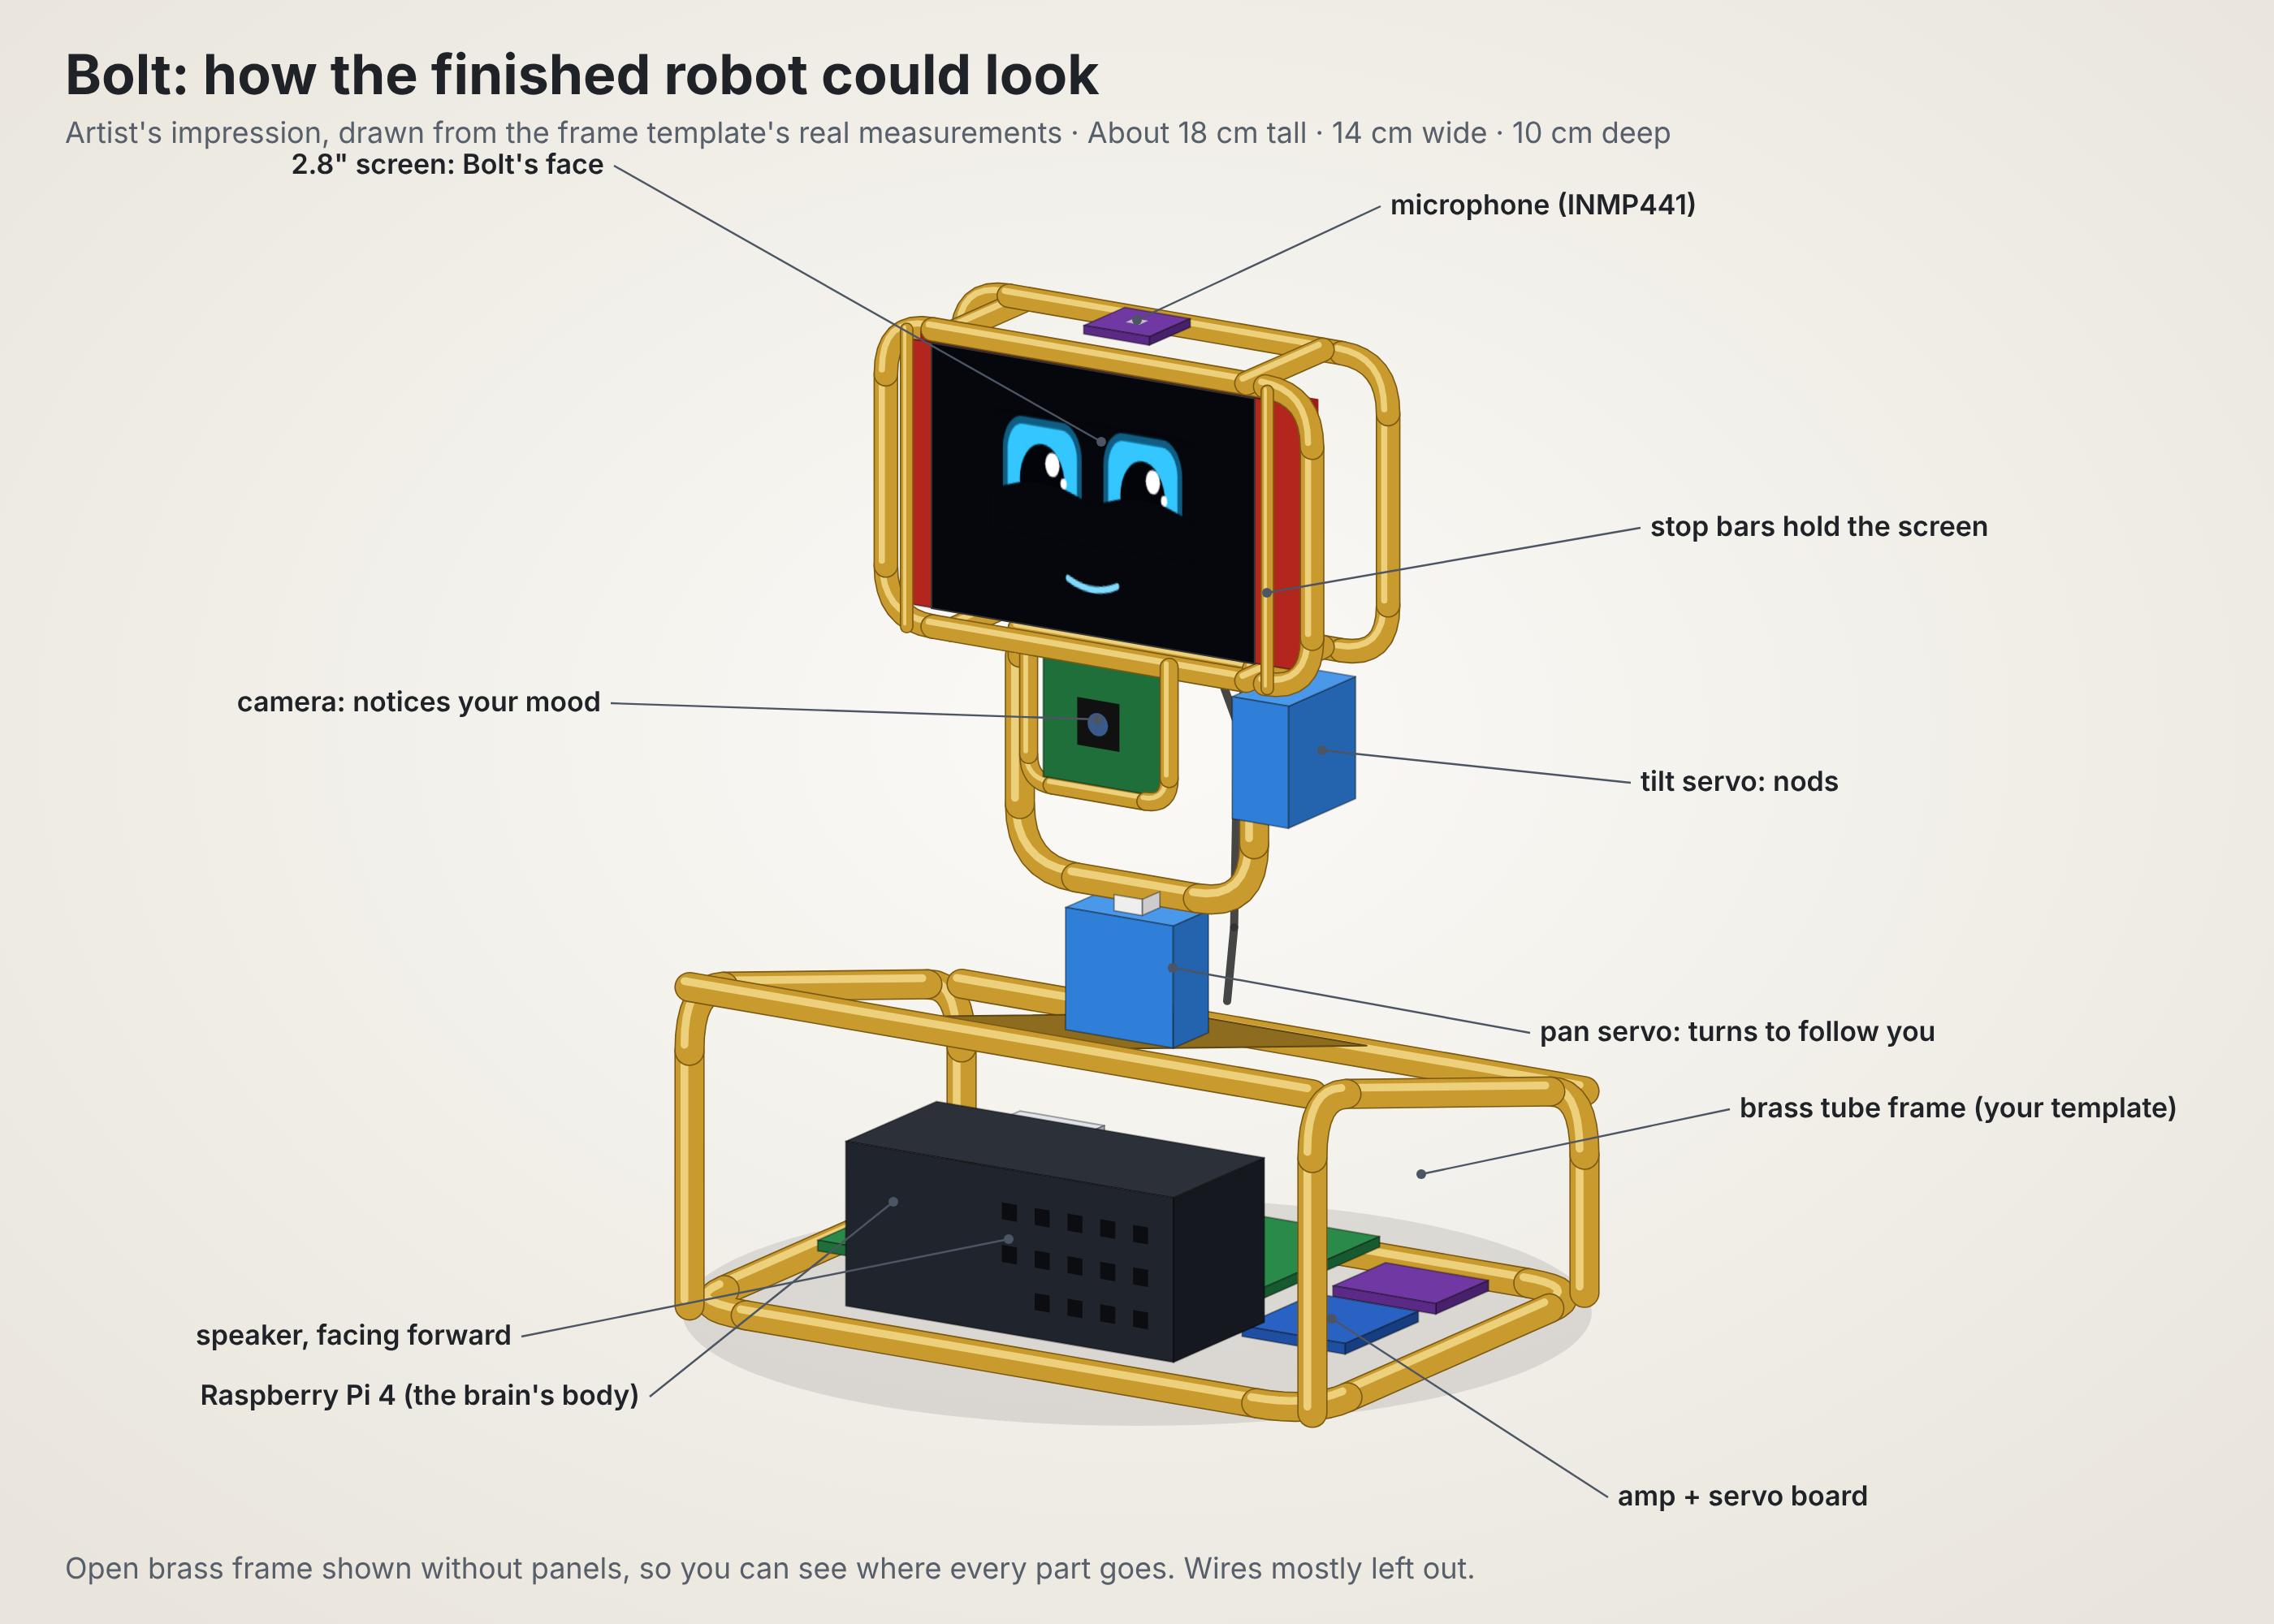 Bolt: how the finished robot could look
Artist's impression, drawn from the frame template's real measurements · About 18 cm tall · 14 cm wide · 10 cm deep
2.8" screen: Bolt's face
microphone (INMP441)
stop bars hold the screen
camera: notices your mood
tilt servo: nods
pan servo: turns to follow you
brass tube frame (your template)
speaker, facing forward
Raspberry Pi 4 (the brain's body)
amp + servo board
Open brass frame shown without panels, so you can see where every part goes. Wires mostly left out.